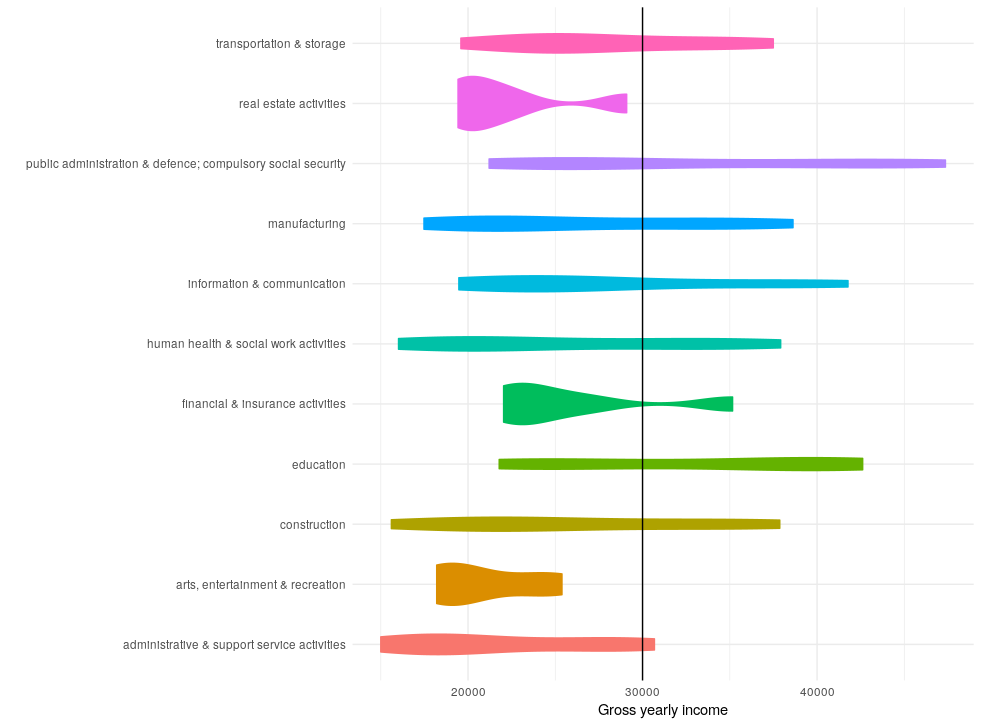 transportation & storage
real estate activities
public administration & defence; compulsory social security
manufacturing
information & communication
human health & social work activities
financial & insurance activities
education
construction
arts, entertainment & recreation
administrative & support service activities
20000 30000 40000
Gross yearly income